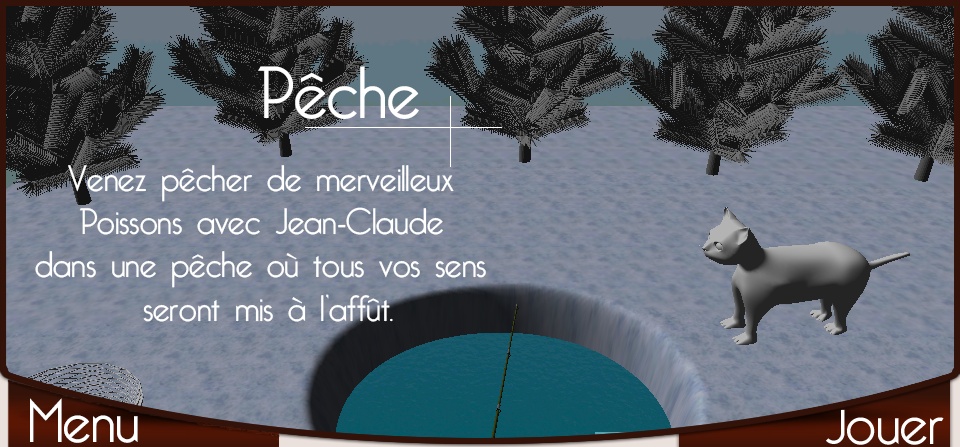 Pêche
Venez pêcher de merveilleux
Poissons avec Jean-Claude
dans une pêche où tous vos sens
seront mis à l'affût.
Menu
Jouer